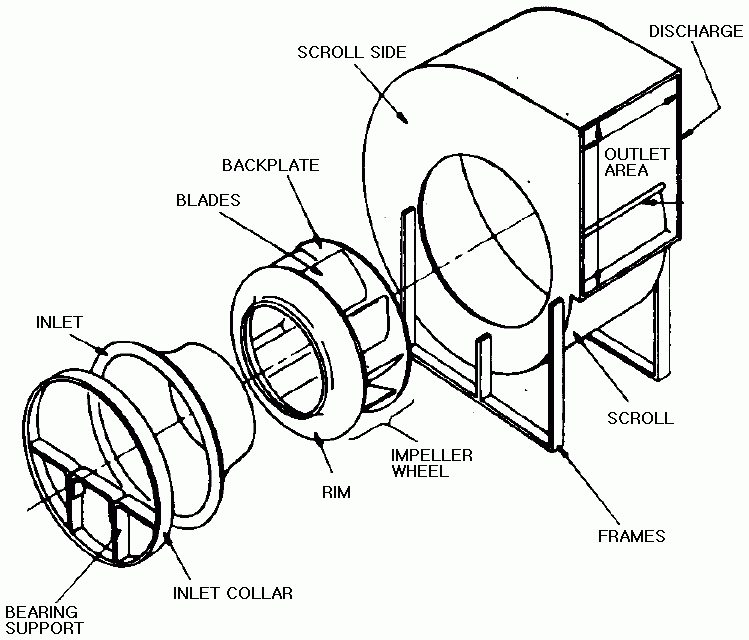 DISCHARGE
SCROLL SIDE
OUTLET
AREA
BACKPLATE
BLADES
INLET
SCROLL
IMPELLER
WHEEL
RIM
FRAMES
INLET COLLAR
BEARING
SUPPORT